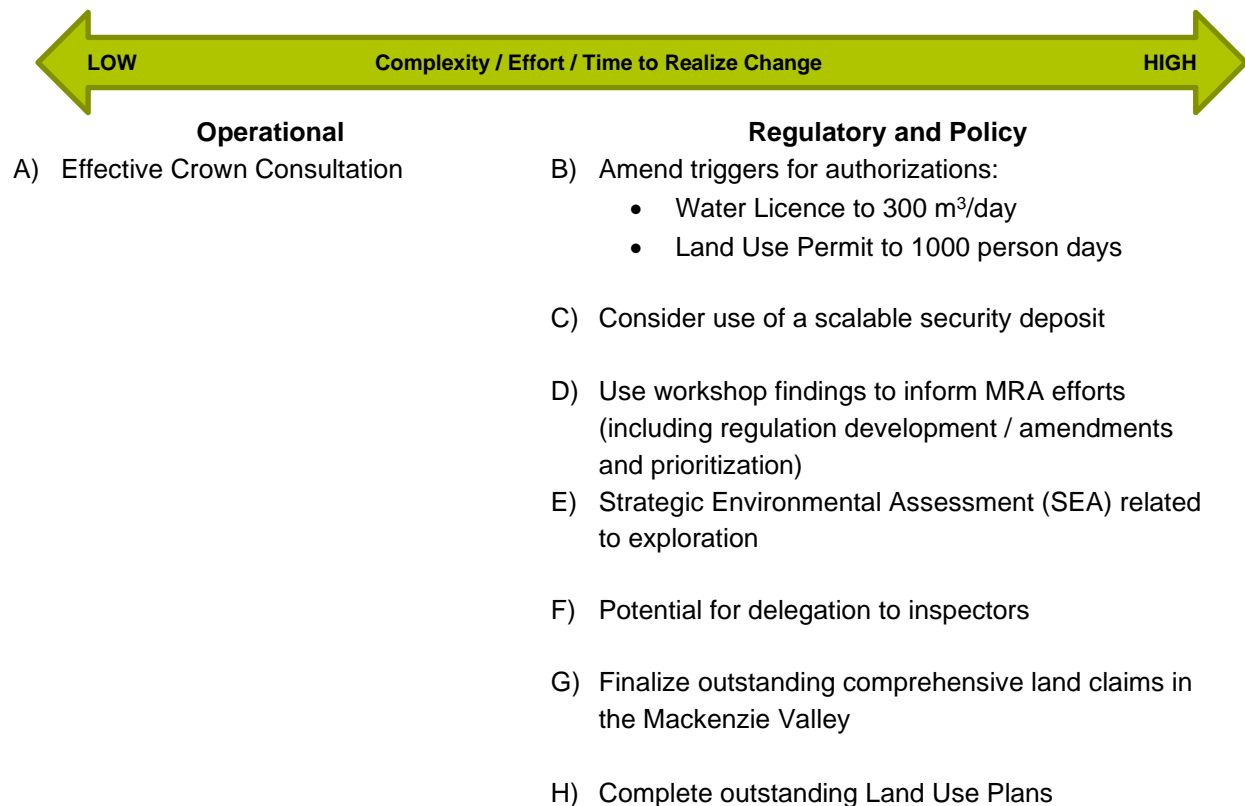 LOW Complexity / Effort / Time to Realize Change HIGH
Operational
A) Effective Crown Consultation
Regulatory and Policy
B) Amend triggers for authorizations:
• Water Licence to 300 m³/day
• Land Use Permit to 1000 person days
C) Consider use of a scalable security deposit
D) Use workshop findings to inform MRA efforts
(including regulation development / amendments
and prioritization)
E) Strategic Environmental Assessment (SEA) related
to exploration
F) Potential for delegation to inspectors
G) Finalize outstanding comprehensive land claims in
the Mackenzie Valley
H) Complete outstanding Land Use Plans